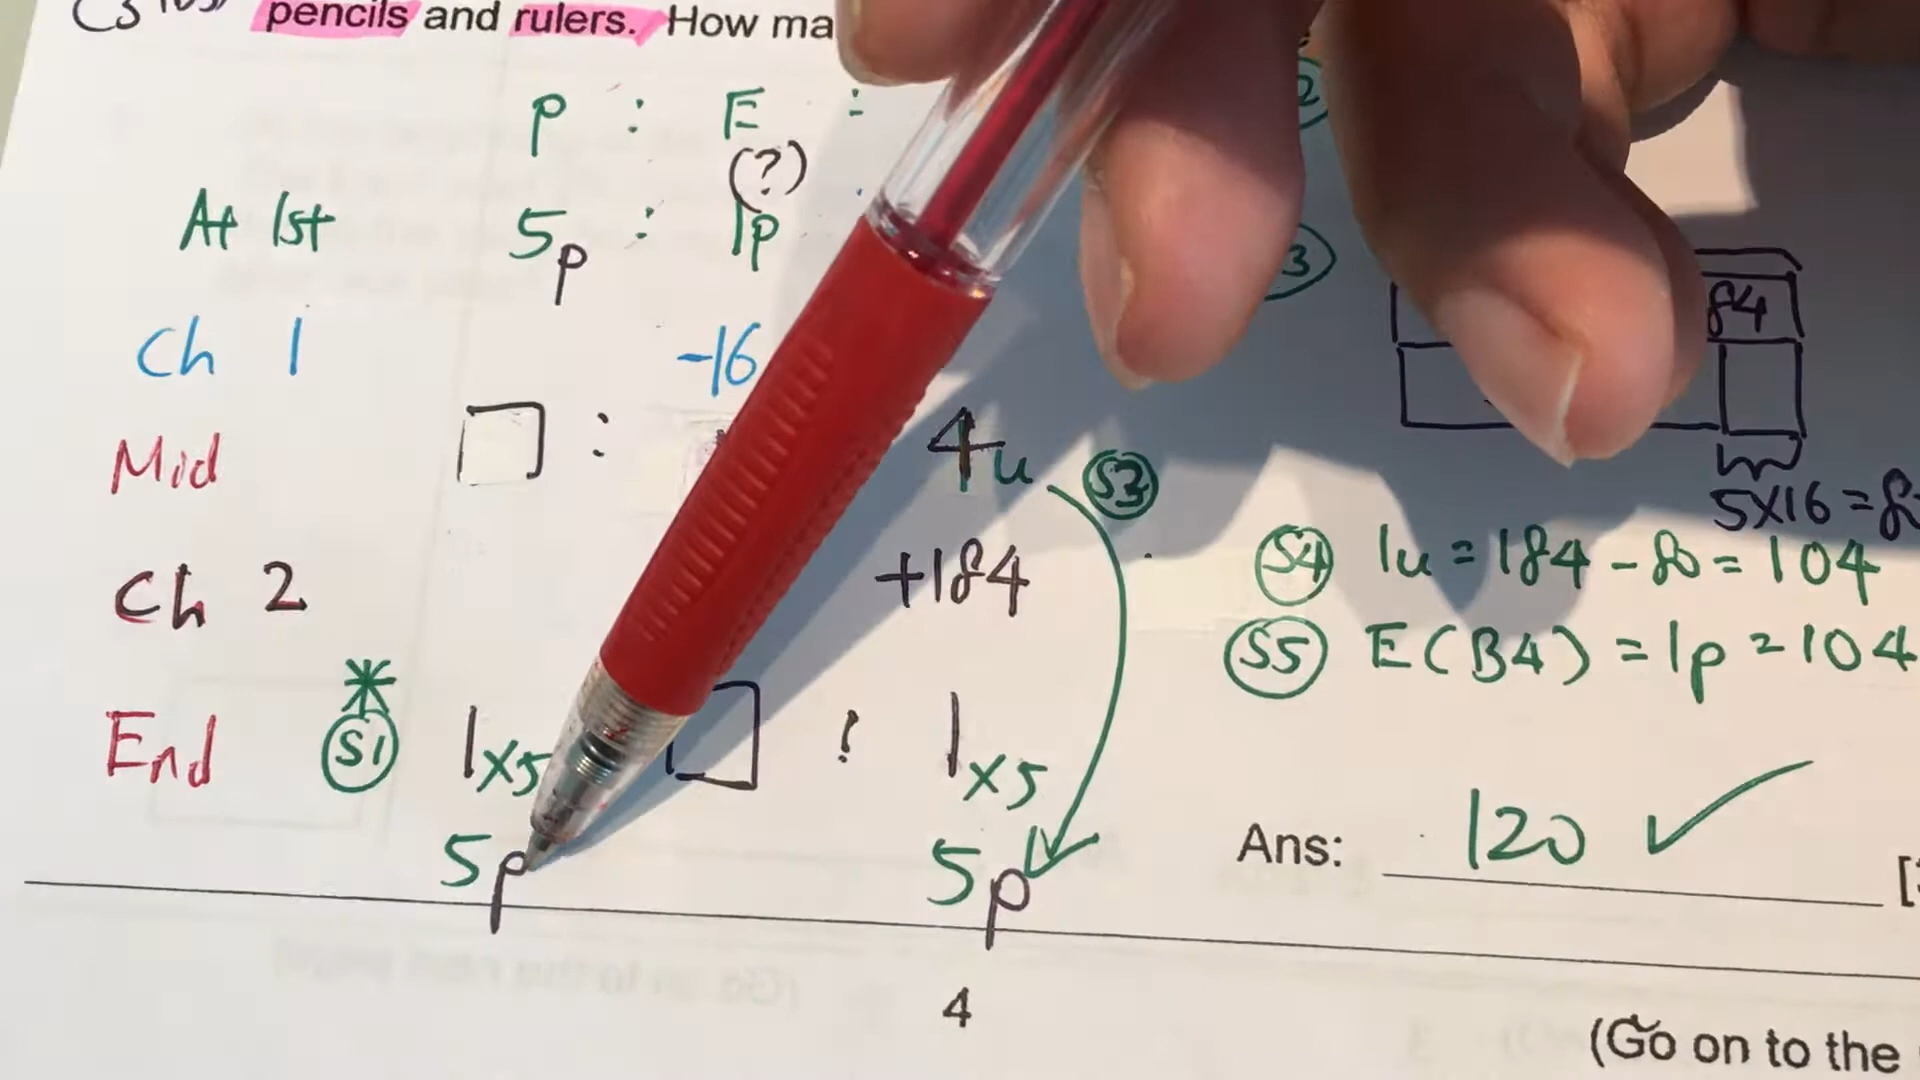 pencils and rulers. How ma
P : E :
(?)
At 1st 5p : 1p
3
Ch 1 -16
84
Mid : 4u S3
5X16 = 8
Ch 2 +184
S4 1u = 184 - 80 = 104
S5 E(B4) = 1p = 104
End S1 1x5 : 1x5
5p 5p
Ans: 120 ✓
4
(Go on to the